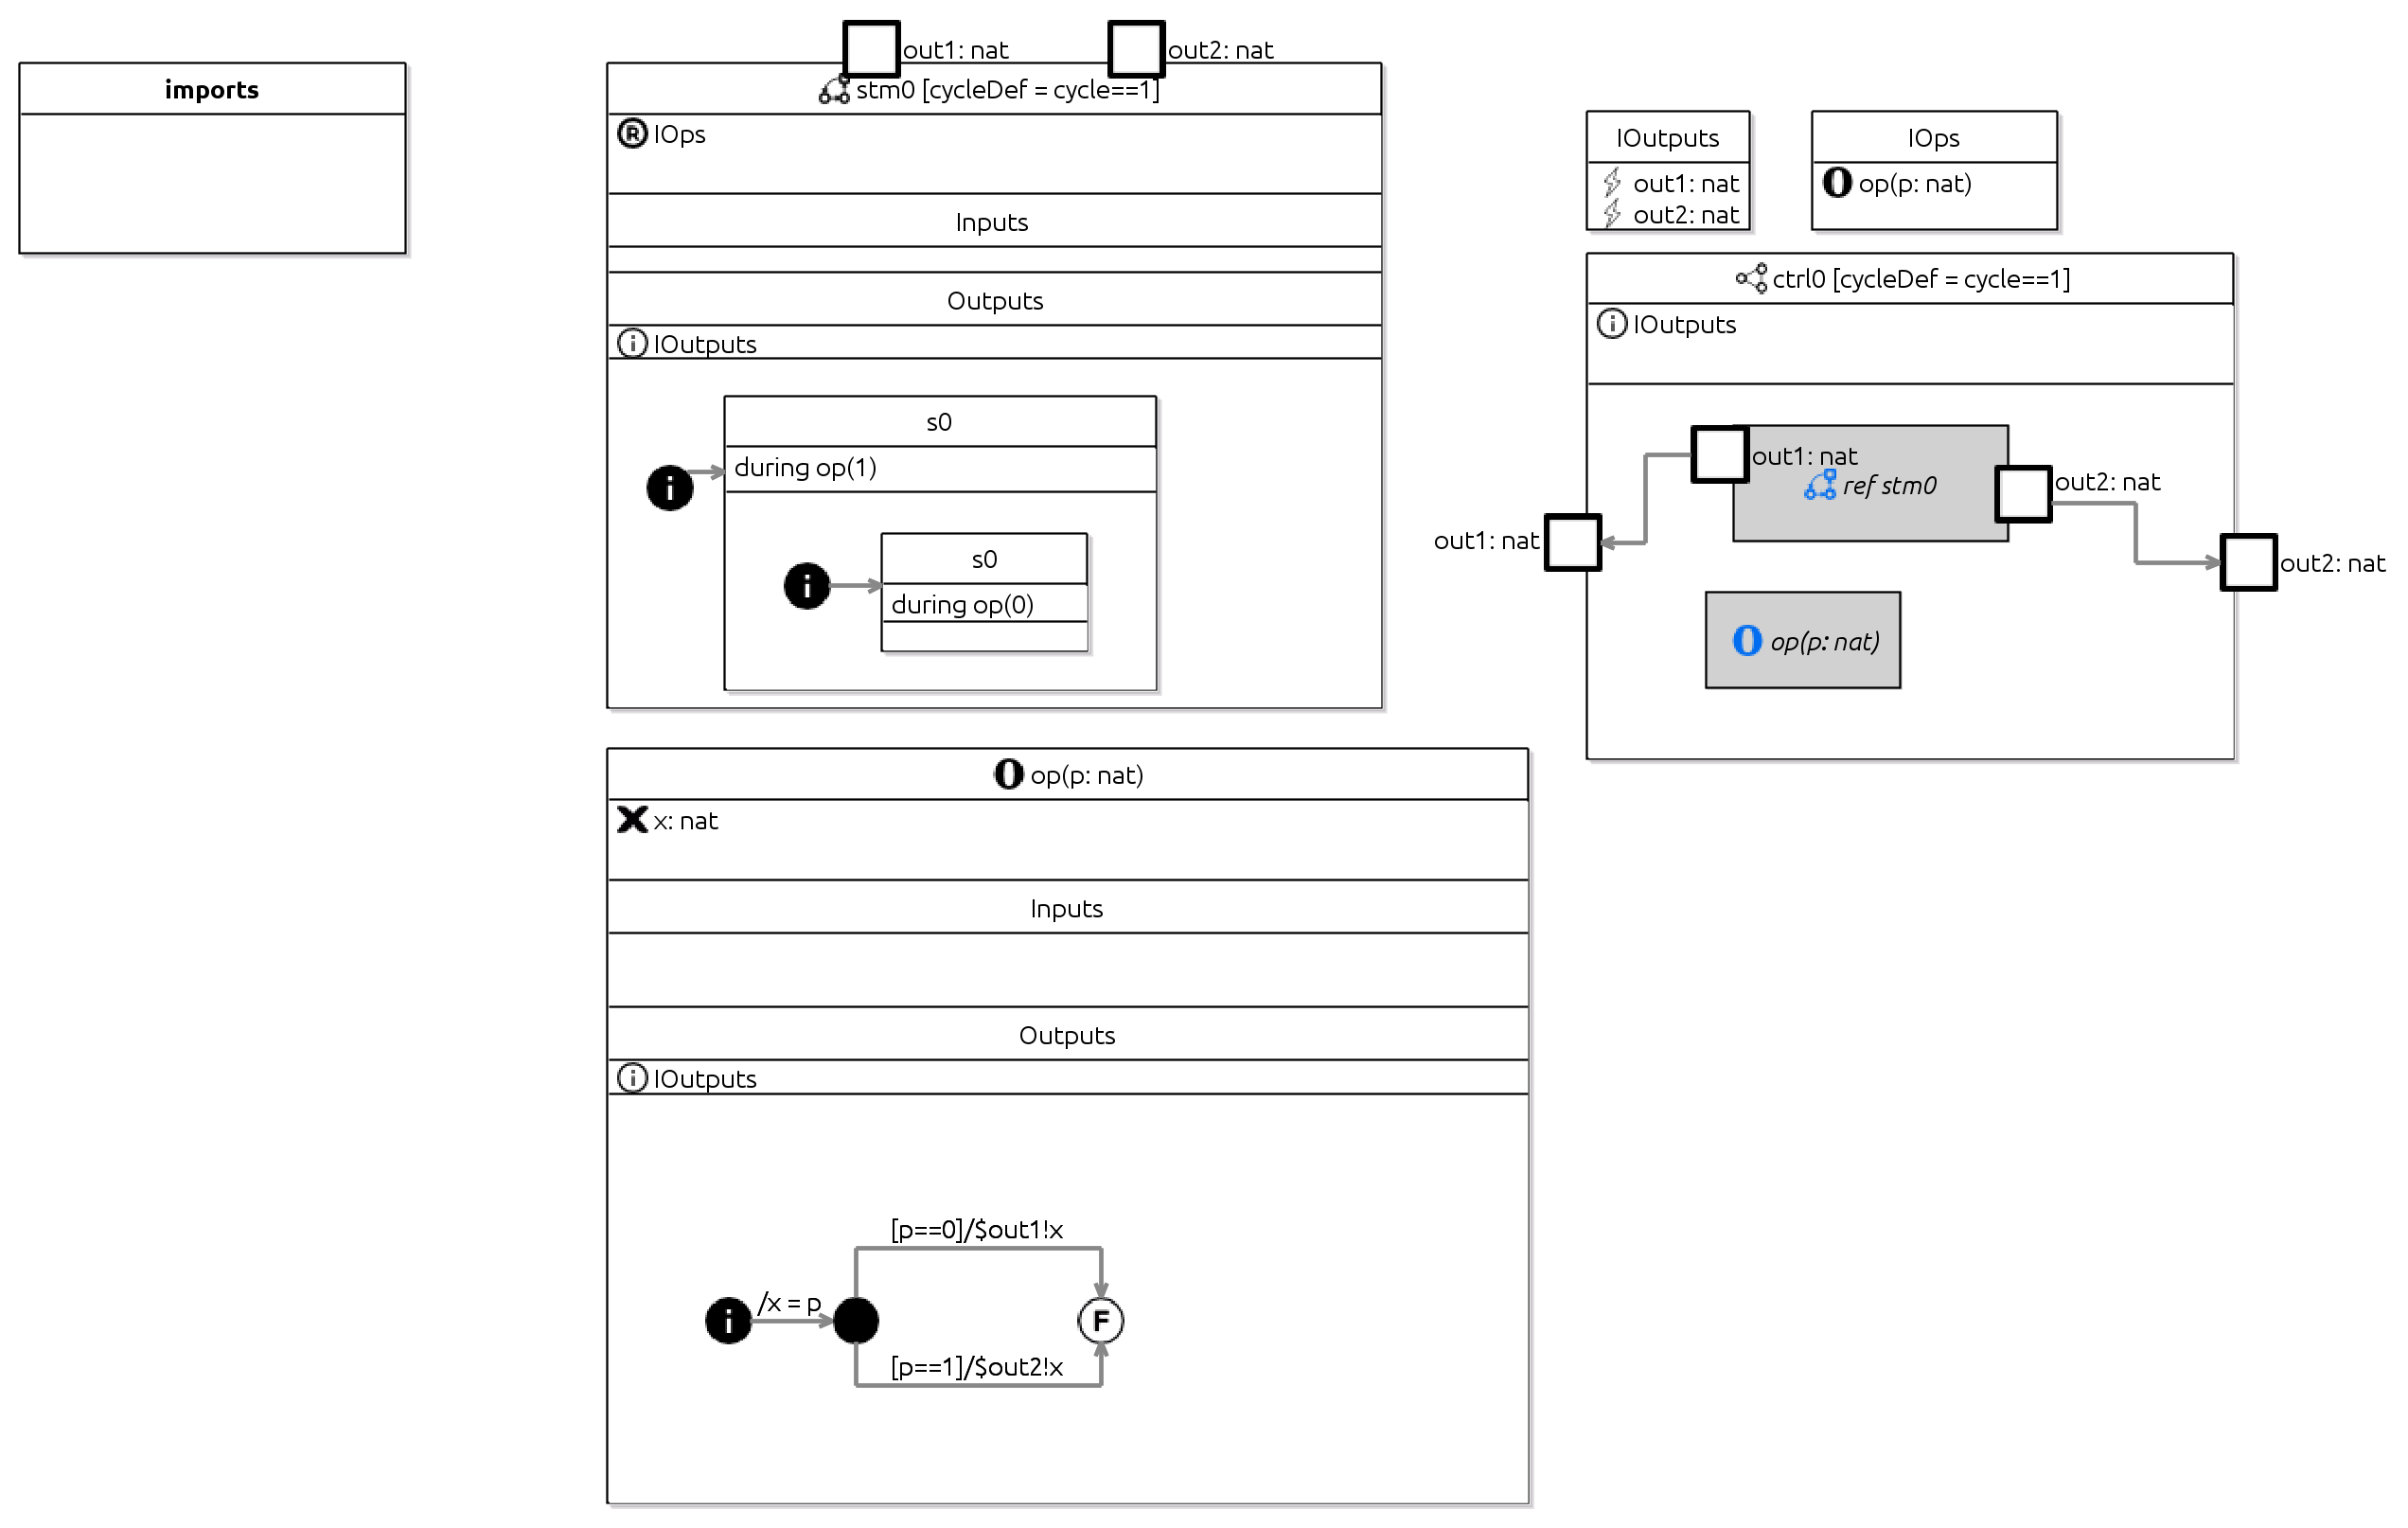 imports
out1: nat
out2: nat
stm0 [cycleDef = cycle==1]
R IOps
Inputs
Outputs
i IOutputs
s0
during op(1)
i
s0
i
during op(0)
IOutputs
out1: nat
out2: nat
IOps
O op(p: nat)
ctrl0 [cycleDef = cycle==1]
i IOutputs
out1: nat
ref stm0
out2: nat
out1: nat
out2: nat
O op(p: nat)
O op(p: nat)
X x: nat
Inputs
Outputs
i IOutputs
[p==0]/$out1!x
i /x = p
F
[p==1]/$out2!x